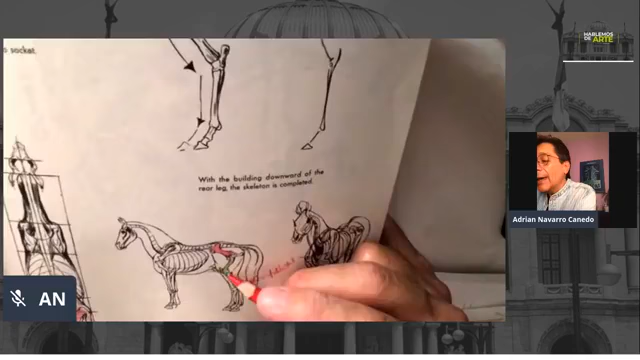 s socket.
With the building downward of the
rear leg, the skeleton is completed.
HABLEMOS
DE ARTE
Adrian Navarro Canedo
AN